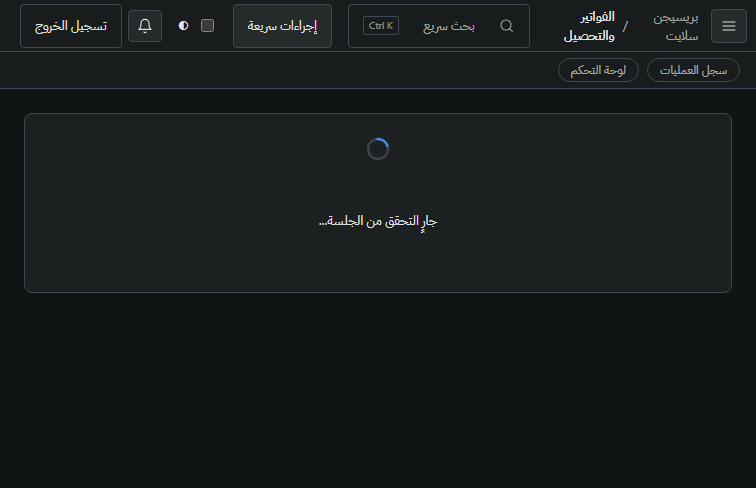 بريسيجن
سلايت
/
الفواتير
والتحصيل
بحث سريع
Ctrl K
إجراءات سريعة
تسجيل الخروج
سجل العمليات
لوحة التحكم
جارٍ التحقق من الجلسة...